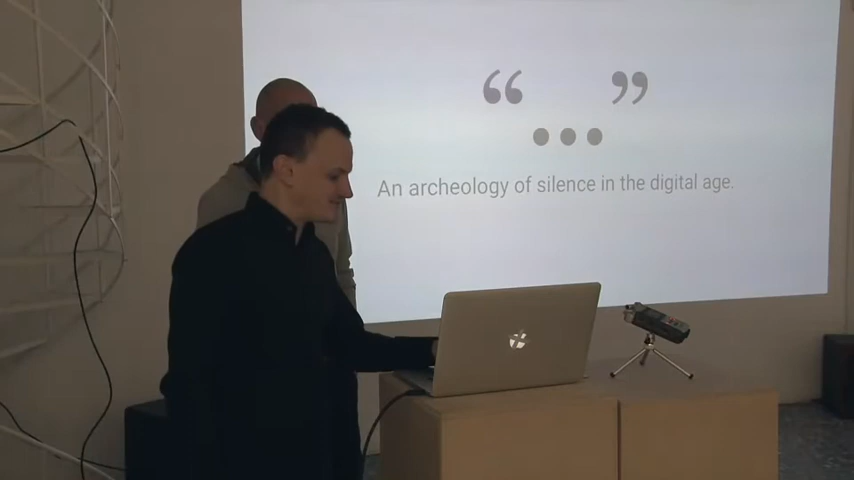 “ ”
•••
An archeology of silence in the digital age.